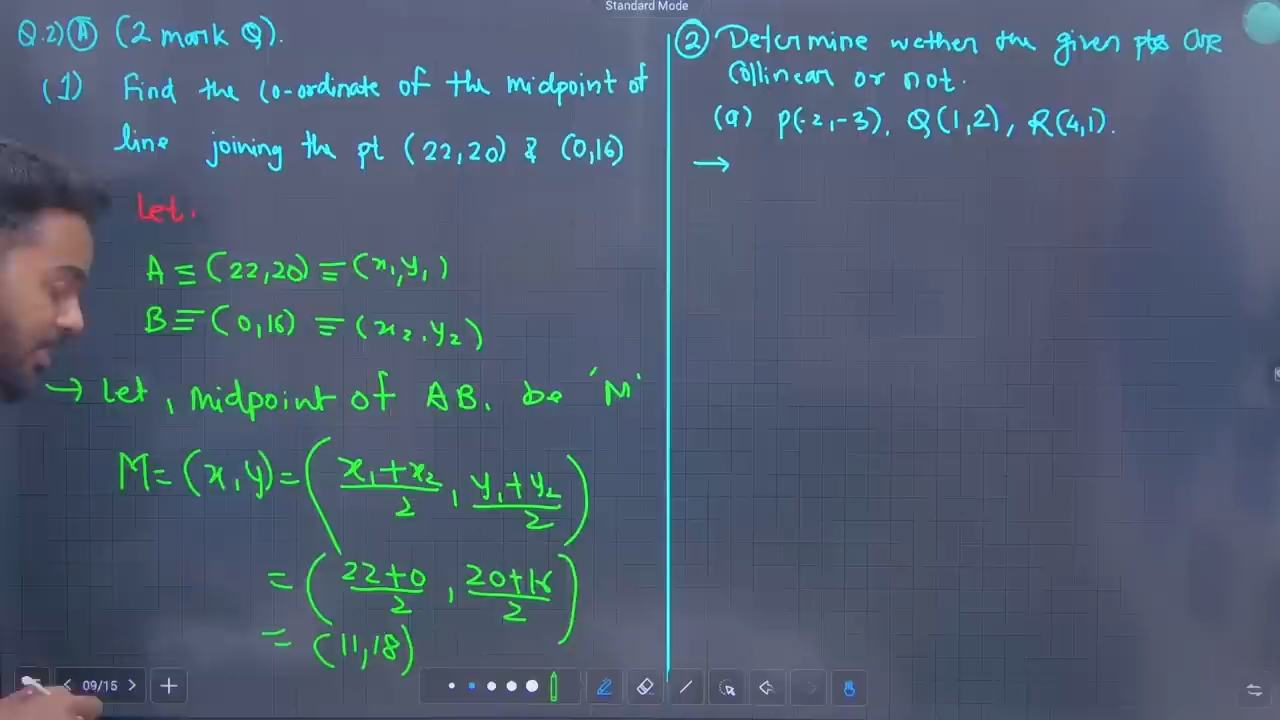 Standard Mode
Q.2) (A) (2 mark Q).
(1) Find the co-ordinate of the midpoint of
line joining the pt (22,20) & (0,16)
Let,
A ≡ (22,20) ≡ (x₁,y₁)
B ≡ (0,16) ≡ (x₂,y₂)
→ Let, midpoint of AB. be 'M'
M = (x,y) = ( x₁+x₂/2 , y₁+y₂/2 )
= ( 22+0/2 , 20+16/2 )
= (11,18)
② Determine wether the given pts are
collinear or not.
(a) P(-2,-3), Q(1,2), R(4,1).
→
09/15